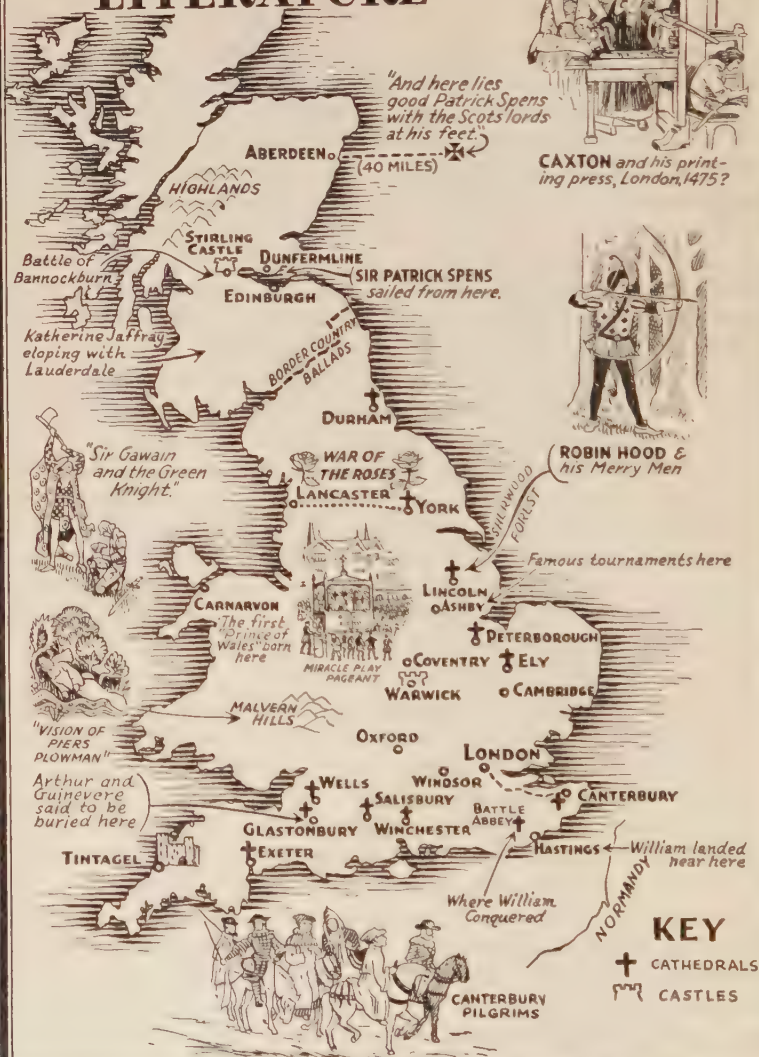 LITERATURE
"And here lies
good Patrick Spens
with the Scots lords
at his feet."
ABERDEEN
(40 MILES)
CAXTON and his print-
ing press, London, 1475?
HIGHLANDS
STIRLING
CASTLE
DUNFERMLINE
Battle of
Bannockburn
SIR PATRICK SPENS
sailed from here.
EDINBURGH
Katherine Jaffray
eloping with
Lauderdale
BORDER COUNTRY
BALLADS
DURHAM
"Sir Gawain
and the Green
Knight."
WAR OF
THE ROSES
ROBIN HOOD &
his Merry Men
LANCASTER
YORK
SHERWOOD
FOREST
Famous tournaments here
LINCOLN
ASHBY
CARNARVON
The first
"Prince of
Wales" born
here
PETERBOROUGH
MIRACLE PLAY
PAGEANT
COVENTRY
ELY
WARWICK
CAMBRIDGE
MALVERN
HILLS
"VISION OF
PIERS
PLOWMAN"
OXFORD
LONDON
Arthur and
Guinevere
said to be
buried here
WELLS
WINDSOR
SALISBURY
BATTLE
ABBEY
CANTERBURY
GLASTONBURY
WINCHESTER
TINTAGEL
EXETER
HASTINGS
William landed
near here
Where William
Conquered
NORMANDY
KEY
CATHEDRALS
CASTLES
CANTERBURY
PILGRIMS